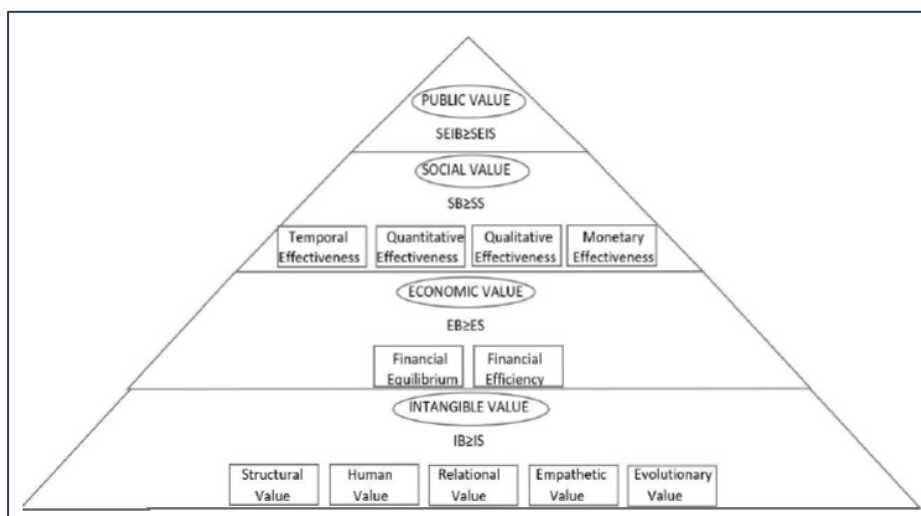 PUBLIC VALUE
SEIB≥SEIS
SOCIAL VALUE
SB≥SS
Temporal Effectiveness
Quantitative Effectiveness
Qualitative Effectiveness
Monetary Effectiveness
ECONOMIC VALUE
EB≥ES
Financial Equilibrium
Financial Efficiency
INTANGIBLE VALUE
IB≥IS
Structural Value
Human Value
Relational Value
Empathetic Value
Evolutionary Value